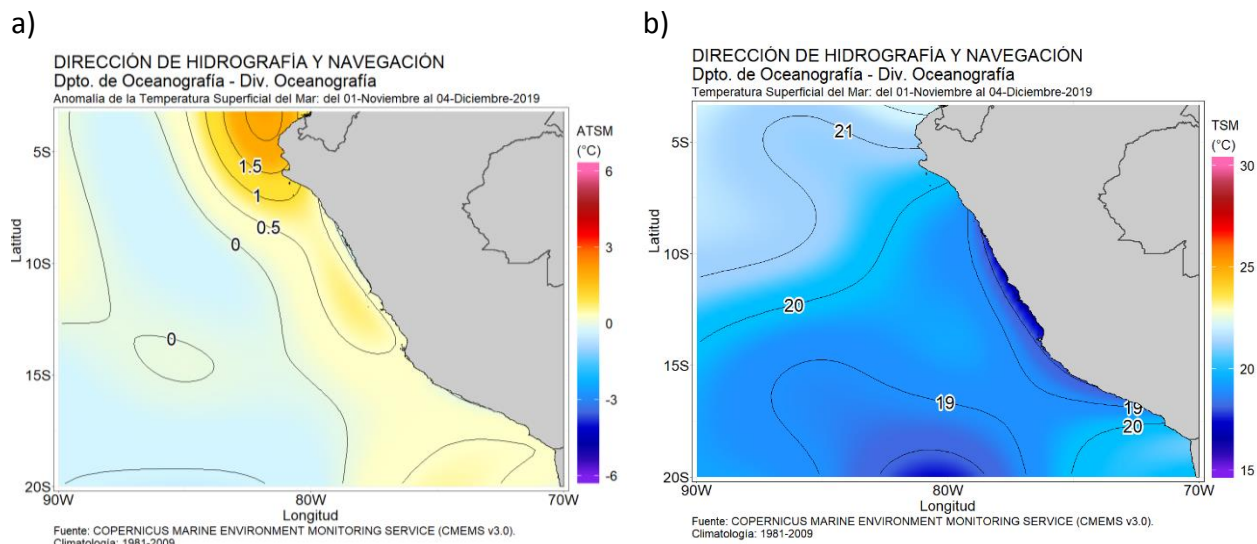 a)
DIRECCIÓN DE HIDROGRAFÍA Y NAVEGACIÓN
Dpto. de Oceanografía - Div. Oceanografía
Anomalia de la Temperatura Superficial del Mar: del 01-Noviembre al 04-Diciembre-2019
ATSM
(°C)
6
3
0
-3
-6
Latitud
5S
10S
15S
20S
1.5
1
0.5
0
0
90W
80W
70W
Longitud
Fuente: COPERNICUS MARINE ENVIRONMENT MONITORING SERVICE (CMEMS v3.0).
Climatología: 1981-2009
b)
DIRECCIÓN DE HIDROGRAFÍA Y NAVEGACIÓN
Dpto. de Oceanografía - Div. Oceanografía
Temperatura Superficial del Mar: del 01-Noviembre al 04-Diciembre-2019
TSM
(°C)
30
25
20
15
Latitud
5S
10S
15S
20S
21
20
19
19
20
90W
80W
70W
Longitud
Fuente: COPERNICUS MARINE ENVIRONMENT MONITORING SERVICE (CMEMS v3.0).
Climatología: 1981-2009